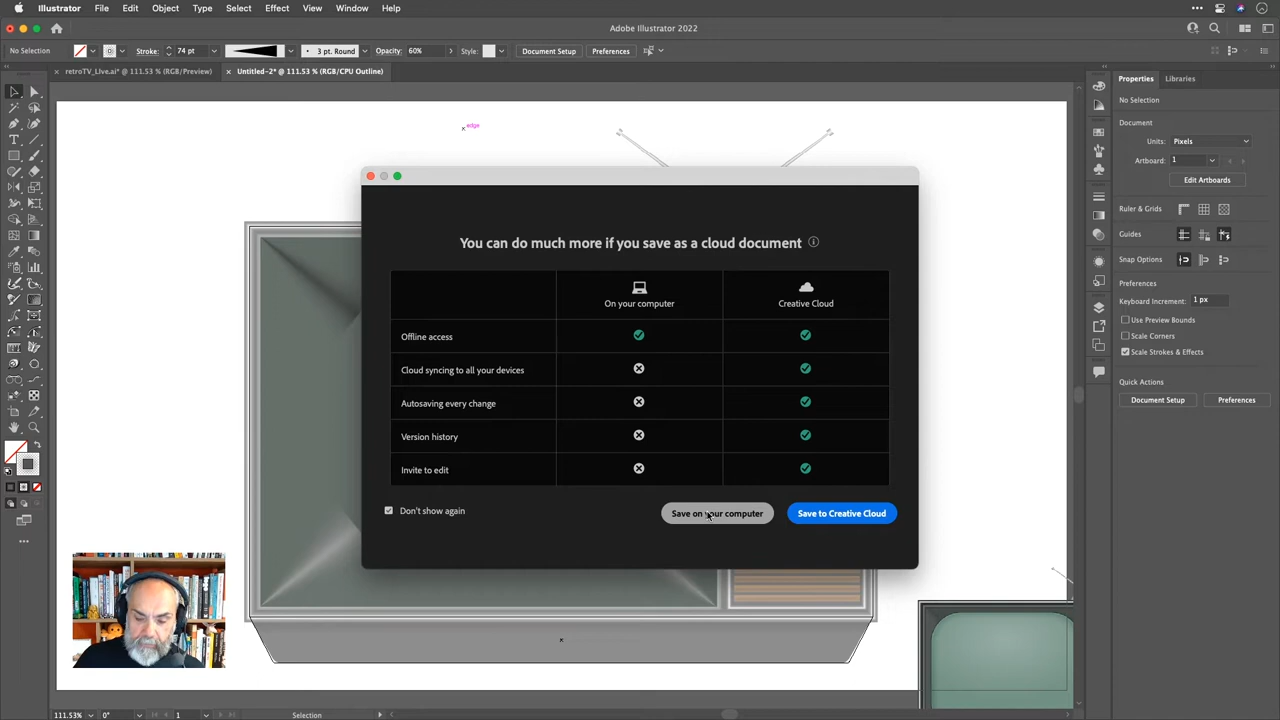 Illustrator File Edit Object Type Select Effect View Window Help
Adobe Illustrator 2022
No Selection Stroke: 74 pt 3 pt. Round Opacity: 60% Style: Document Setup Preferences
× retroTV_LIve.ai* @ 111.53 % (RGB/Preview) × Untitled-2* @ 111.53 % (RGB/CPU Outline)
Properties Libraries
No Selection
Document
Units: Pixels
Artboard: 1
Edit Artboards
Ruler & Grids
Guides
Snap Options
Preferences
Keyboard Increment: 1 px
Use Preview Bounds
Scale Corners
Scale Strokes & Effects
Quick Actions
Document Setup Preferences
edge
You can do much more if you save as a cloud document
On your computer Creative Cloud
Offline access
Cloud syncing to all your devices
Autosaving every change
Version history
Invite to edit
Don't show again
Save on your computer Save to Creative Cloud
111.53% 0° 1 Selection